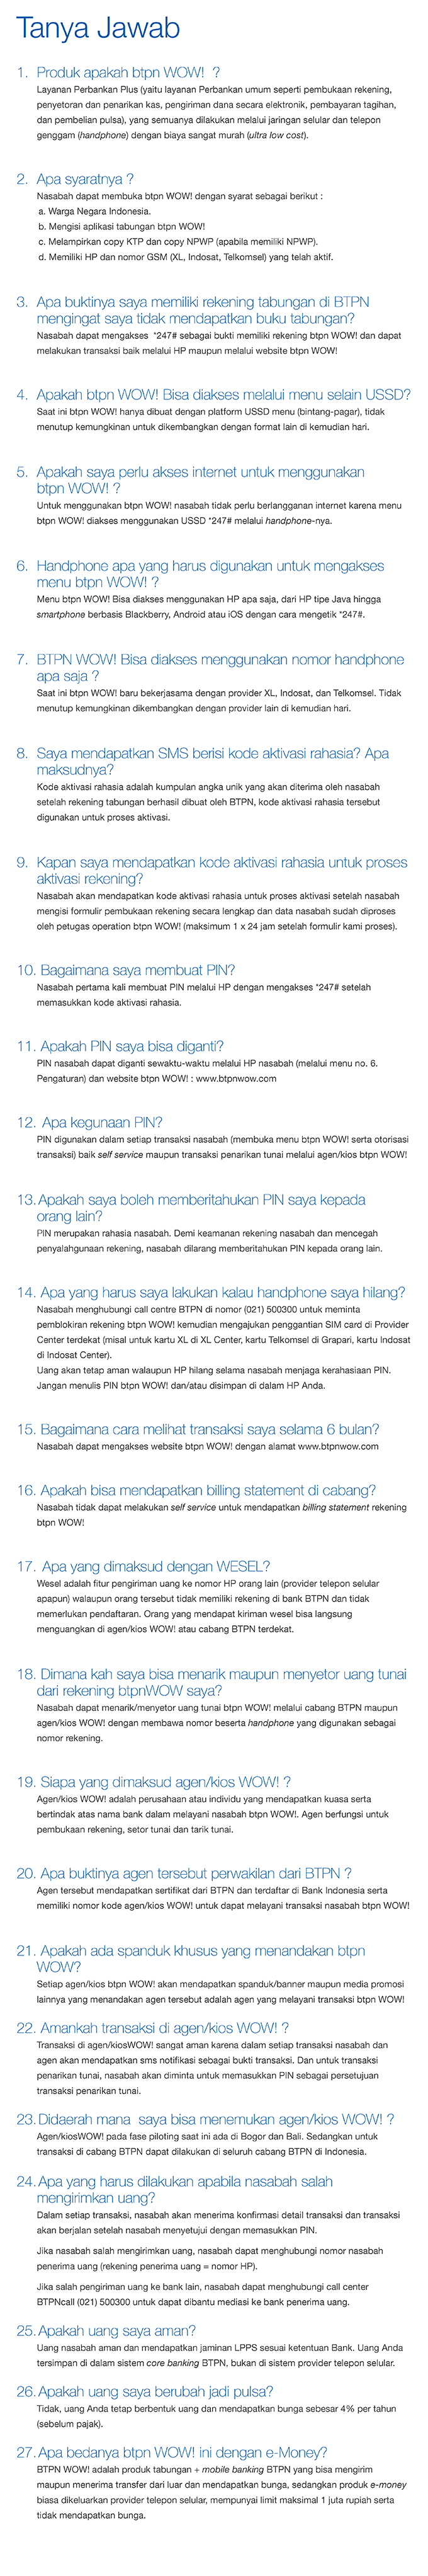 Tanya Jawab
1. Produk apakah btpn WOW! ?
Layanan Perbankan Plus (yaitu layanan Perbankan umum seperti pembukaan rekening,
penyetoran dan penarikan kas, pengiriman dana secara elektronik, pembayaran tagihan,
dan pembelian pulsa), yang semuanya dilakukan melalui jaringan selular dan telepon
genggam (handphone) dengan biaya sangat murah (ultra low cost).
2. Apa syaratnya ?
Nasabah dapat membuka btpn WOW! dengan syarat sebagai berikut :
a. Warga Negara Indonesia.
b. Mengisi aplikasi tabungan btpn WOW!
c. Melampirkan copy KTP dan copy NPWP (apabila memiliki NPWP).
d. Memiliki HP dan nomor GSM (XL, Indosat, Telkomsel) yang telah aktif.
3. Apa buktinya saya memiliki rekening tabungan di BTPN
mengingat saya tidak mendapatkan buku tabungan?
Nasabah dapat mengakses *247# sebagai bukti memiliki rekening btpn WOW! dan dapat
melakukan transaksi baik melalui HP maupun melalui website btpn WOW!
4. Apakah btpn WOW! Bisa diakses melalui menu selain USSD?
Saat ini btpn WOW! hanya dibuat dengan platform USSD menu (bintang-pagar), tidak
menutup kemungkinan untuk dikembangkan dengan format lain di kemudian hari.
5. Apakah saya perlu akses internet untuk menggunakan
btpn WOW! ?
Untuk menggunakan btpn WOW! nasabah tidak perlu berlangganan internet karena menu
btpn WOW! diakses menggunakan USSD *247# melalui handphone-nya.
6. Handphone apa yang harus digunakan untuk mengakses
menu btpn WOW! ?
Menu btpn WOW! Bisa diakses menggunakan HP apa saja, dari HP tipe Java hingga
smartphone berbasis Blackberry, Android atau iOS dengan cara mengetik *247#.
7. BTPN WOW! Bisa diakses menggunakan nomor handphone
apa saja ?
Saat ini btpn WOW! baru bekerjasama dengan provider XL, Indosat, dan Telkomsel. Tidak
menutup kemungkinan dikembangkan dengan provider lain di kemudian hari.
8. Saya mendapatkan SMS berisi kode aktivasi rahasia? Apa
maksudnya?
Kode aktivasi rahasia adalah kumpulan angka unik yang akan diterima oleh nasabah
setelah rekening tabungan berhasil dibuat oleh BTPN, kode aktivasi rahasia tersebut
digunakan untuk proses aktivasi.
9. Kapan saya mendapatkan kode aktivasi rahasia untuk proses
aktivasi rekening?
Nasabah akan mendapatkan kode aktivasi rahasia untuk proses aktivasi setelah nasabah
mengisi formulir pembukaan rekening secara lengkap dan data nasabah sudah diproses
oleh petugas operation btpn WOW! (maksimum 1 x 24 jam setelah formulir kami proses).
10. Bagaimana saya membuat PIN?
Nasabah pertama kali membuat PIN melalui HP dengan mengakses *247# setelah
memasukkan kode aktivasi rahasia.
11. Apakah PIN saya bisa diganti?
PIN nasabah dapat diganti sewaktu-waktu melalui HP nasabah (melalui menu no. 6.
Pengaturan) dan website btpn WOW! : www.btpnwow.com
12. Apa kegunaan PIN?
PIN digunakan dalam setiap transaksi nasabah (membuka menu btpn WOW! serta otorisasi
transaksi) baik self service maupun transaksi penarikan tunai melalui agen/kios btpn WOW!
13. Apakah saya boleh memberitahukan PIN saya kepada
orang lain?
PIN merupakan rahasia nasabah. Demi keamanan rekening nasabah dan mencegah
penyalahgunaan rekening, nasabah dilarang memberitahukan PIN kepada orang lain.
14. Apa yang harus saya lakukan kalau handphone saya hilang?
Nasabah menghubungi call centre BTPN di nomor (021) 500300 untuk meminta
pemblokiran rekening btpn WOW! kemudian mengajukan penggantian SIM card di Provider
Center terdekat (misal untuk kartu XL di XL Center, kartu Telkomsel di Grapari, kartu Indosat
di Indosat Center).
Uang akan tetap aman walaupun HP hilang selama nasabah menjaga kerahasiaan PIN.
Jangan menulis PIN btpn WOW! dan/atau disimpan di dalam HP Anda.
15. Bagaimana cara melihat transaksi saya selama 6 bulan?
Nasabah dapat mengakses website btpn WOW! dengan alamat www.btpnwow.com
16. Apakah bisa mendapatkan billing statement di cabang?
Nasabah tidak dapat melakukan self service untuk mendapatkan billing statement rekening
btpn WOW!
17. Apa yang dimaksud dengan WESEL?
Wesel adalah fitur pengiriman uang ke nomor HP orang lain (provider telepon selular
apapun) walaupun orang tersebut tidak memiliki rekening di bank BTPN dan tidak
memerlukan pendaftaran. Orang yang mendapat kiriman wesel bisa langsung
menguangkan di agen/kios WOW! atau cabang BTPN terdekat.
18. Dimana kah saya bisa menarik maupun menyetor uang tunai
dari rekening btpnWOW saya?
Nasabah dapat menarik/menyetor uang tunai btpn WOW! melalui cabang BTPN maupun
agen/kios WOW! dengan membawa nomor beserta handphone yang digunakan sebagai
nomor rekening.
19. Siapa yang dimaksud agen/kios WOW! ?
Agen/kios WOW! adalah perusahaan atau individu yang mendapatkan kuasa serta
bertindak atas nama bank dalam melayani nasabah btpn WOW!. Agen berfungsi untuk
pembukaan rekening, setor tunai dan tarik tunai.
20. Apa buktinya agen tersebut perwakilan dari BTPN ?
Agen tersebut mendapatkan sertifikat dari BTPN dan terdaftar di Bank Indonesia serta
memiliki nomor kode agen/kios WOW! untuk dapat melayani transaksi nasabah btpn WOW!
21. Apakah ada spanduk khusus yang menandakan btpn
WOW?
Setiap agen/kios btpn WOW! akan mendapatkan spanduk/banner maupun media promosi
lainnya yang menandakan agen tersebut adalah agen yang melayani transaksi btpn WOW!
22. Amankah transaksi di agen/kios WOW! ?
Transaksi di agen/kiosWOW! sangat aman karena dalam setiap transaksi nasabah dan
agen akan mendapatkan sms notifikasi sebagai bukti transaksi. Dan untuk transaksi
penarikan tunai, nasabah akan diminta untuk memasukkan PIN sebagai persetujuan
transaksi penarikan tunai.
23. Didaerah mana saya bisa menemukan agen/kios WOW! ?
Agen/kiosWOW! pada fase piloting saat ini ada di Bogor dan Bali. Sedangkan untuk
transaksi di cabang BTPN dapat dilakukan di seluruh cabang BTPN di Indonesia.
24. Apa yang harus dilakukan apabila nasabah salah
mengirimkan uang?
Dalam setiap transaksi, nasabah akan menerima konfirmasi detail transaksi dan transaksi
akan berjalan setelah nasabah menyetujui dengan memasukkan PIN.
Jika nasabah salah mengirimkan uang, nasabah dapat menghubungi nomor nasabah
penerima uang (rekening penerima uang = nomor HP).
Jika salah pengiriman uang ke bank lain, nasabah dapat menghubungi call center
BTPNcall (021) 500300 untuk dapat dibantu mediasi ke bank penerima uang.
25. Apakah uang saya aman?
Uang nasabah aman dan mendapatkan jaminan LPPS sesuai ketentuan Bank. Uang Anda
tersimpan di dalam sistem core banking BTPN, bukan di sistem provider telepon selular.
26. Apakah uang saya berubah jadi pulsa?
Tidak, uang Anda tetap berbentuk uang dan mendapatkan bunga sebesar 4% per tahun
(sebelum pajak).
27. Apa bedanya btpn WOW! ini dengan e-Money?
BTPN WOW! adalah produk tabungan + mobile banking BTPN yang bisa mengirim
maupun menerima transfer dari luar dan mendapatkan bunga, sedangkan produk e-money
biasa dikeluarkan provider telepon selular, mempunyai limit maksimal 1 juta rupiah serta
tidak mendapatkan bunga.